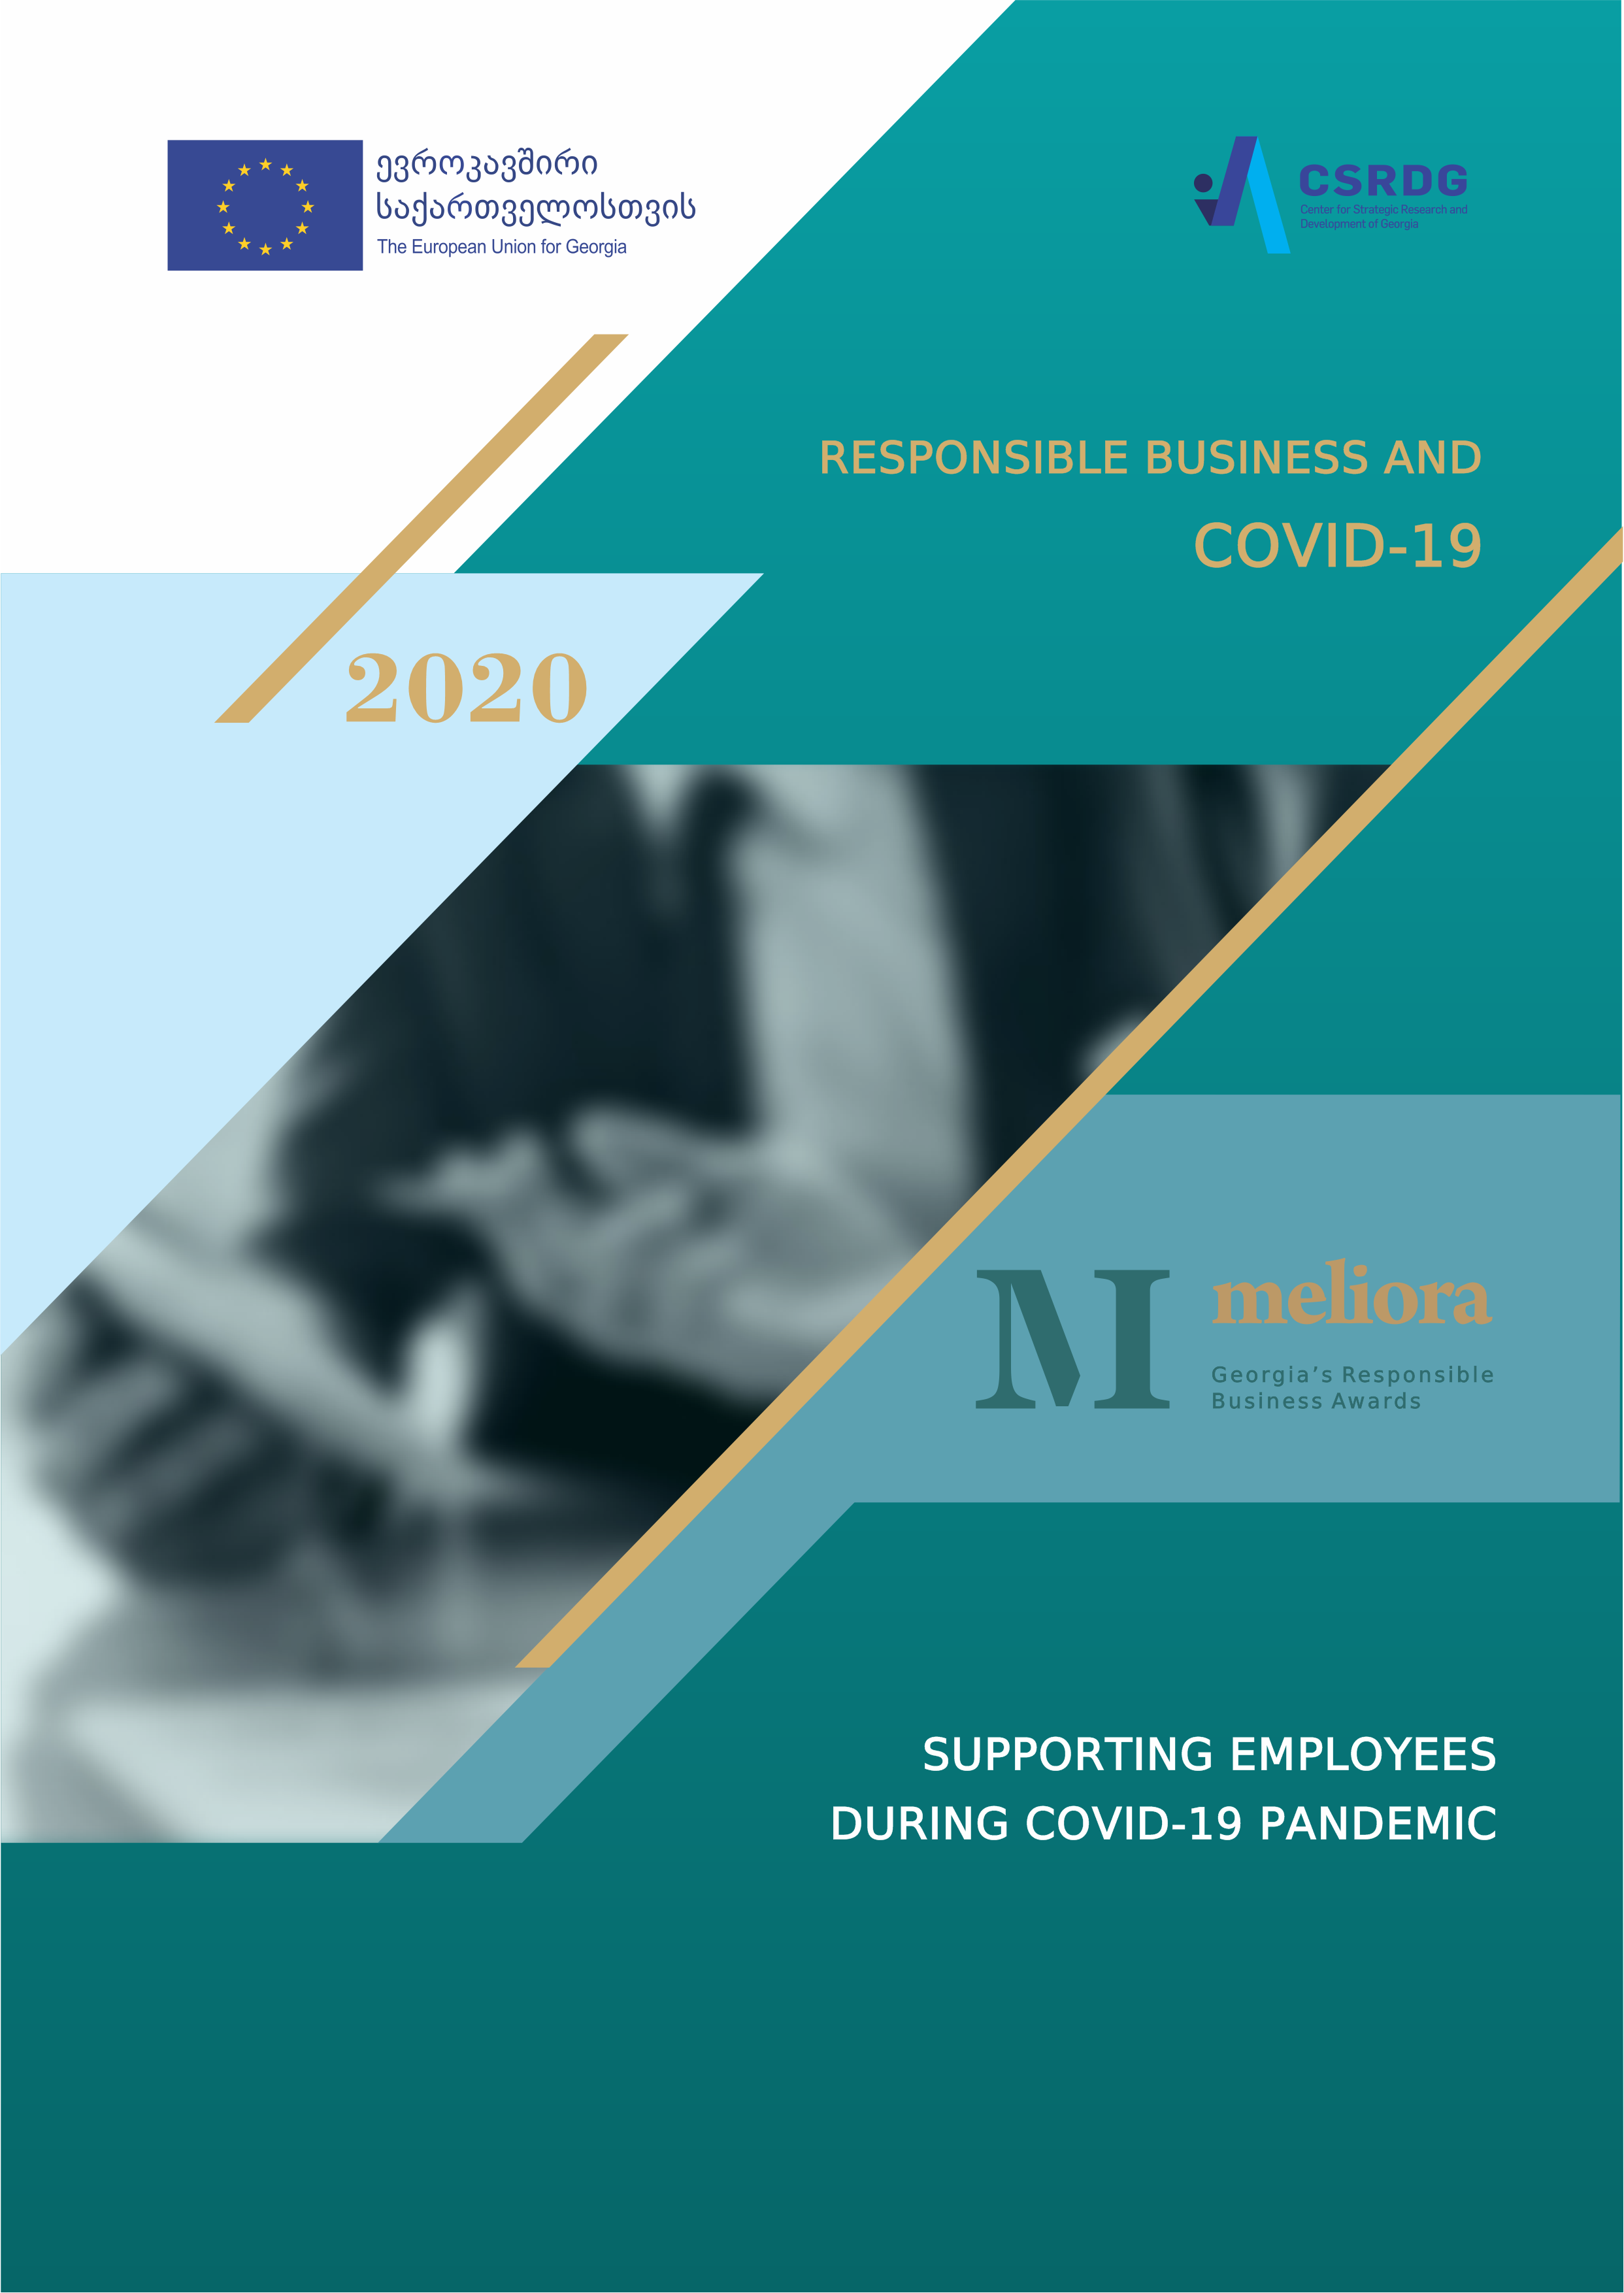 ევროკავშირი
საქართველოსთვის
The European Union for Georgia
CSRDG
Center for Strategic Research and
Development of Georgia
RESPONSIBLE BUSINESS AND
COVID-19
2020
M
meliora
Georgia's Responsible
Business Awards
SUPPORTING EMPLOYEES
DURING COVID-19 PANDEMIC